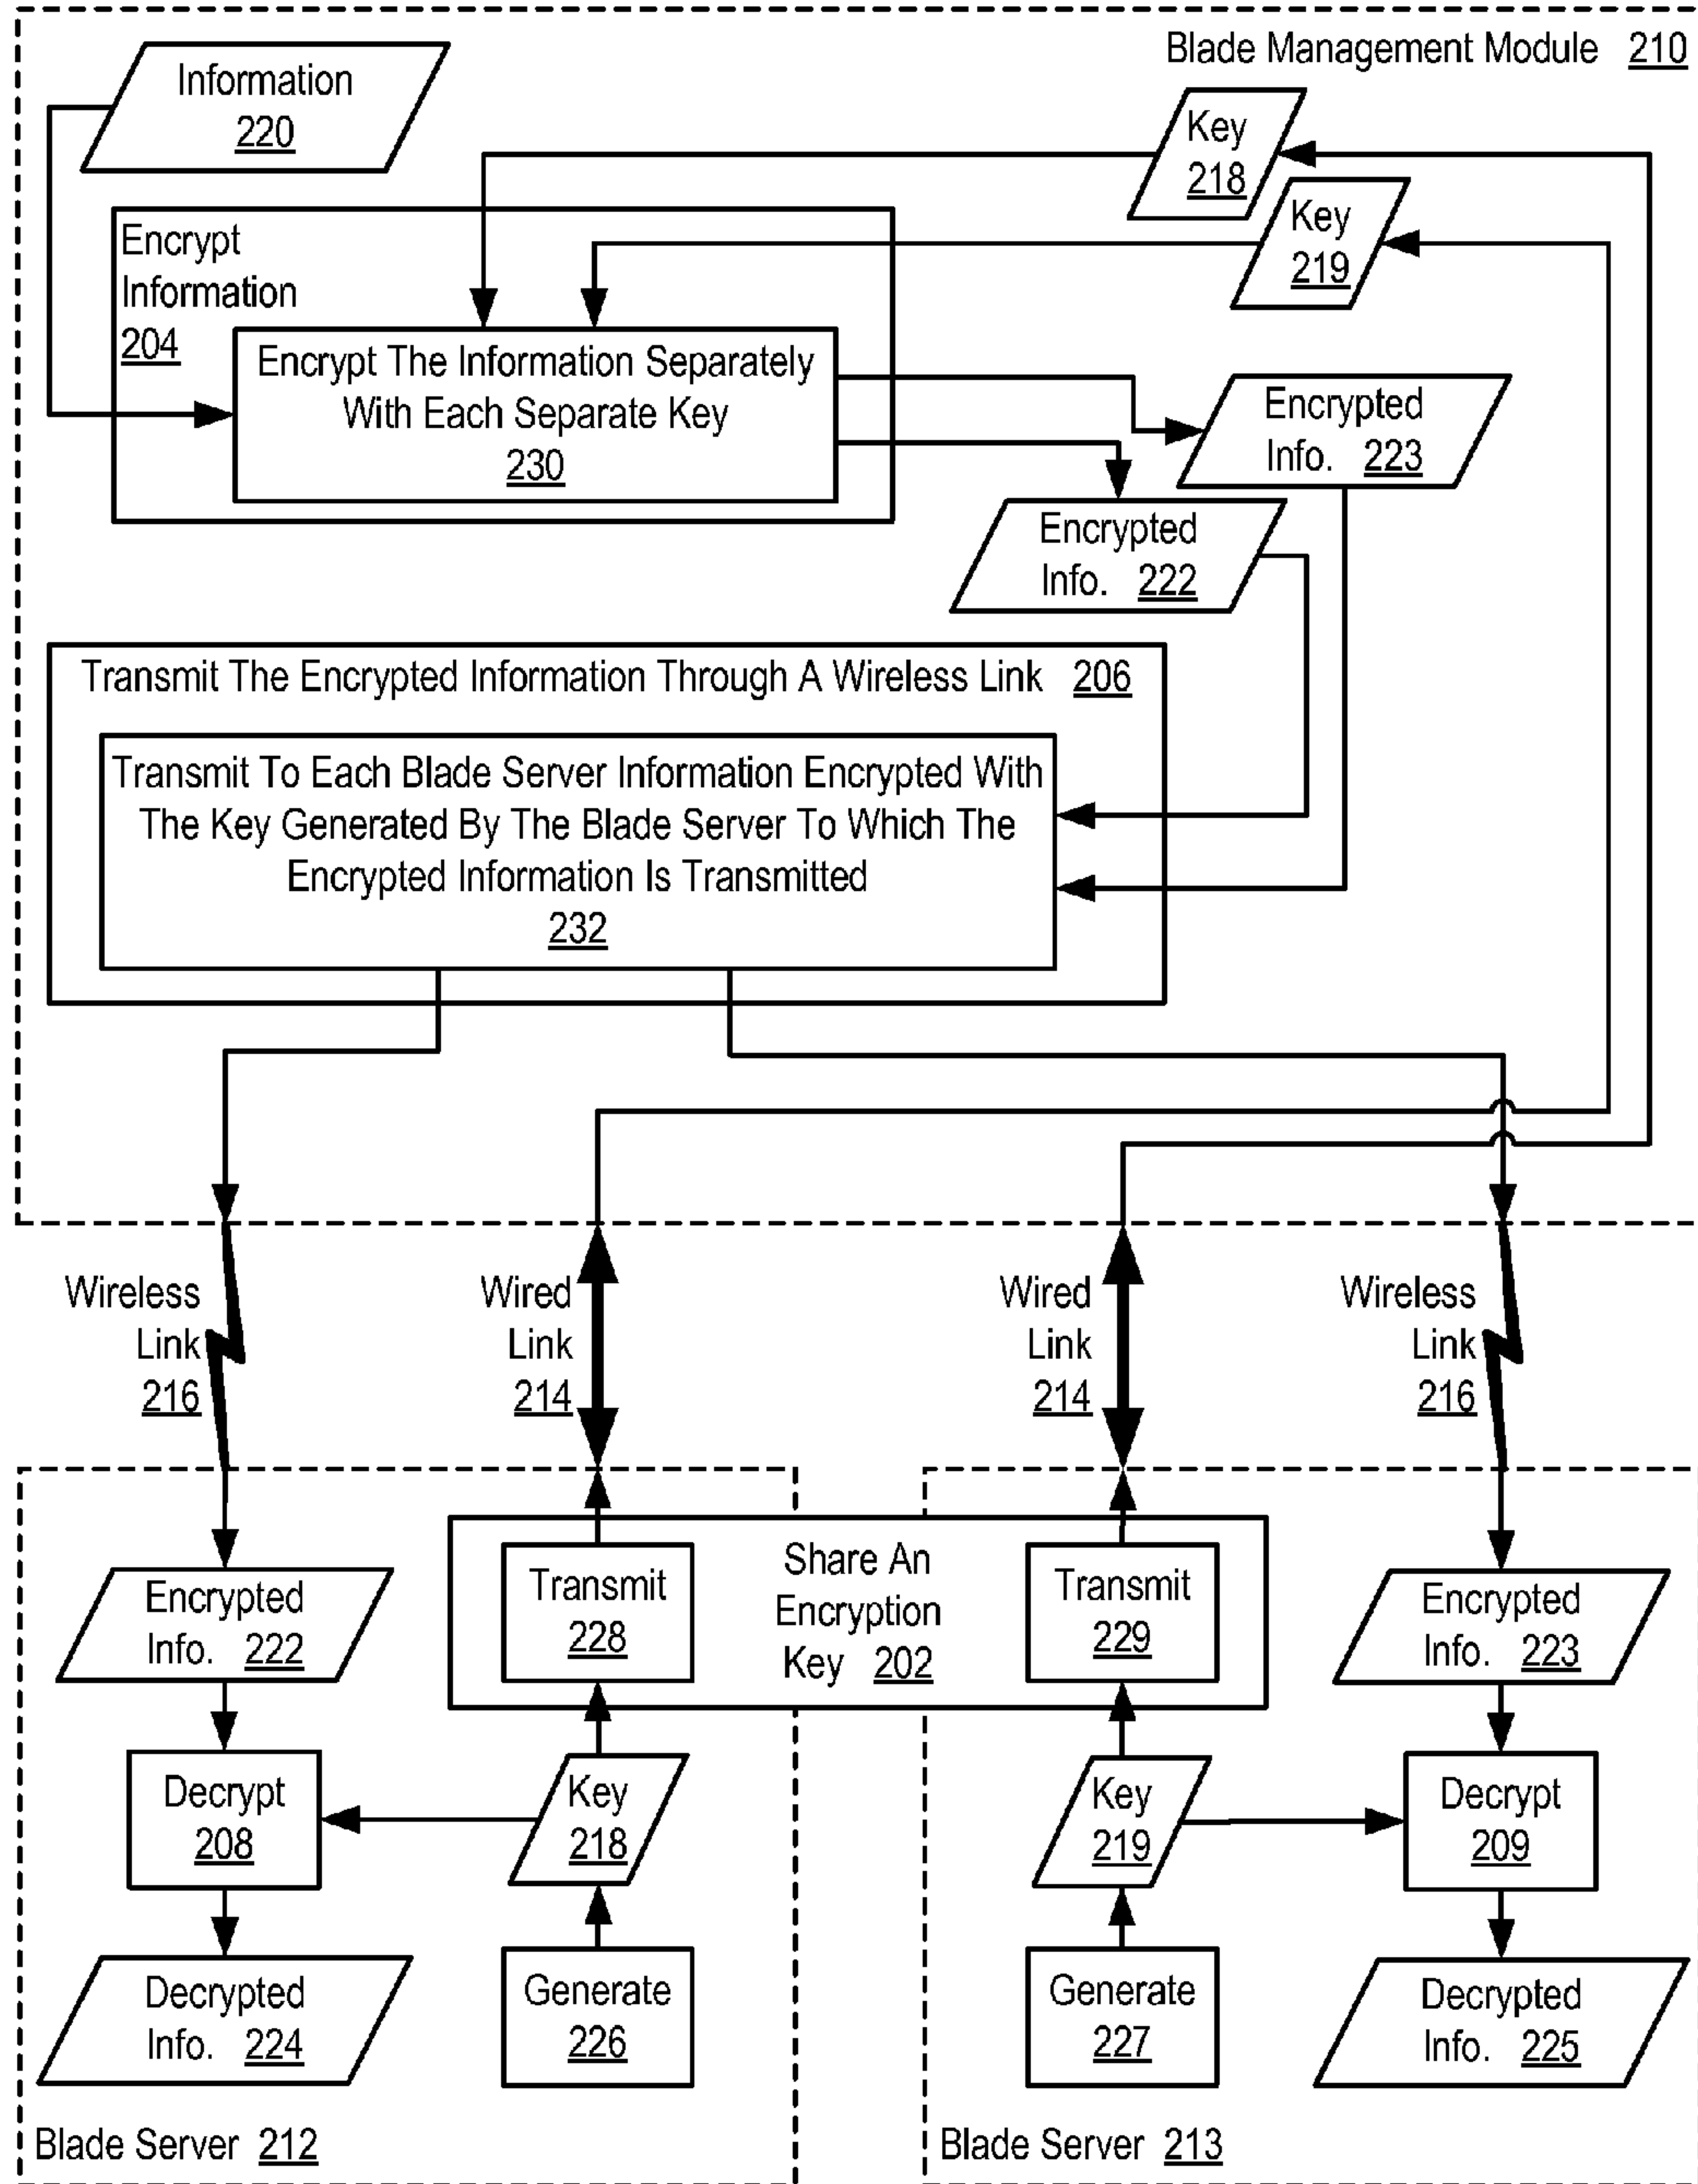 Blade Management Module 210
Information
220
Key
218
Key
219
Encrypt
Information
204
Encrypt The Information Separately
With Each Separate Key
230
Encrypted
Info. 223
Encrypted
Info. 222
Transmit The Encrypted Information Through A Wireless Link 206
Transmit To Each Blade Server Information Encrypted With
The Key Generated By The Blade Server To Which The
Encrypted Information Is Transmitted
232
Wireless
Link
216
Wired
Link
214
Wired
Link
214
Wireless
Link
216
Encrypted
Info. 222
Transmit
228
Share An
Encryption
Key 202
Transmit
229
Encrypted
Info. 223
Decrypt
208
Key
218
Key
219
Decrypt
209
Decrypted
Info. 224
Generate
226
Generate
227
Decrypted
Info. 225
Blade Server 212
Blade Server 213